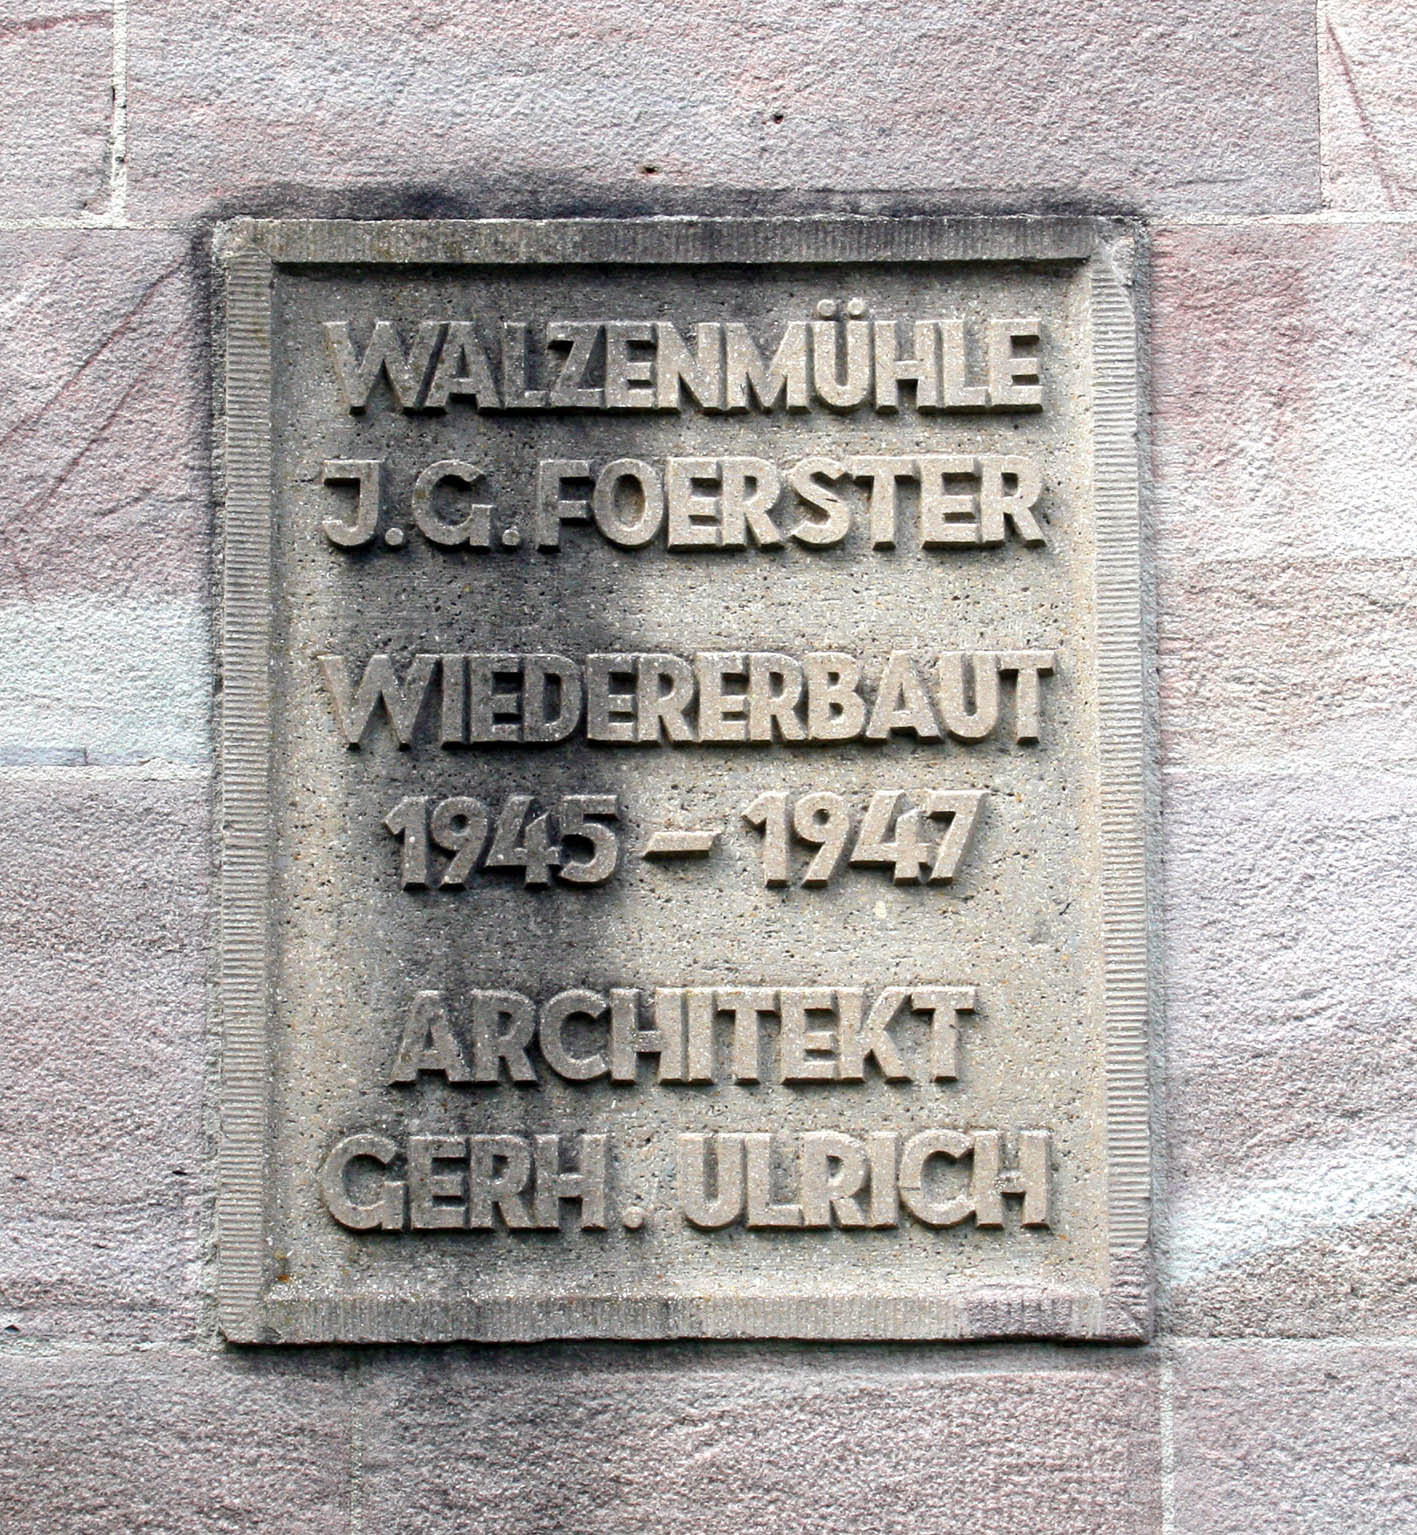 WALZENMÜHLE
J.G. FOERSTER
WIEDERERBAUT
1945–1947
ARCHITEKT
GERH. ULRICH